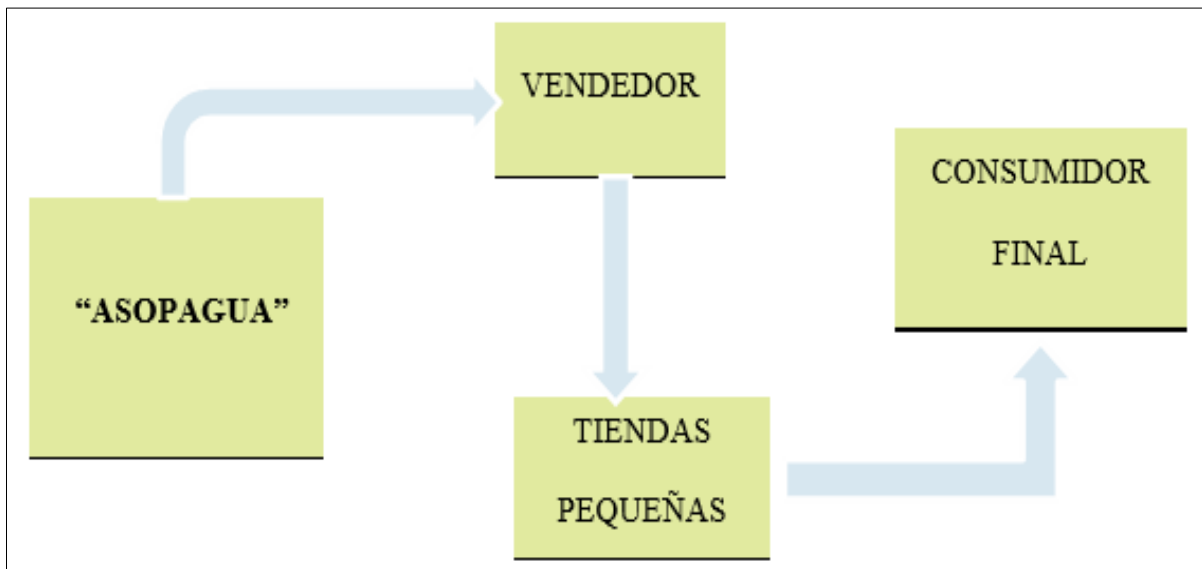 “ASOPAGUA”
VENDEDOR
TIENDAS
PEQUEÑAS
CONSUMIDOR
FINAL